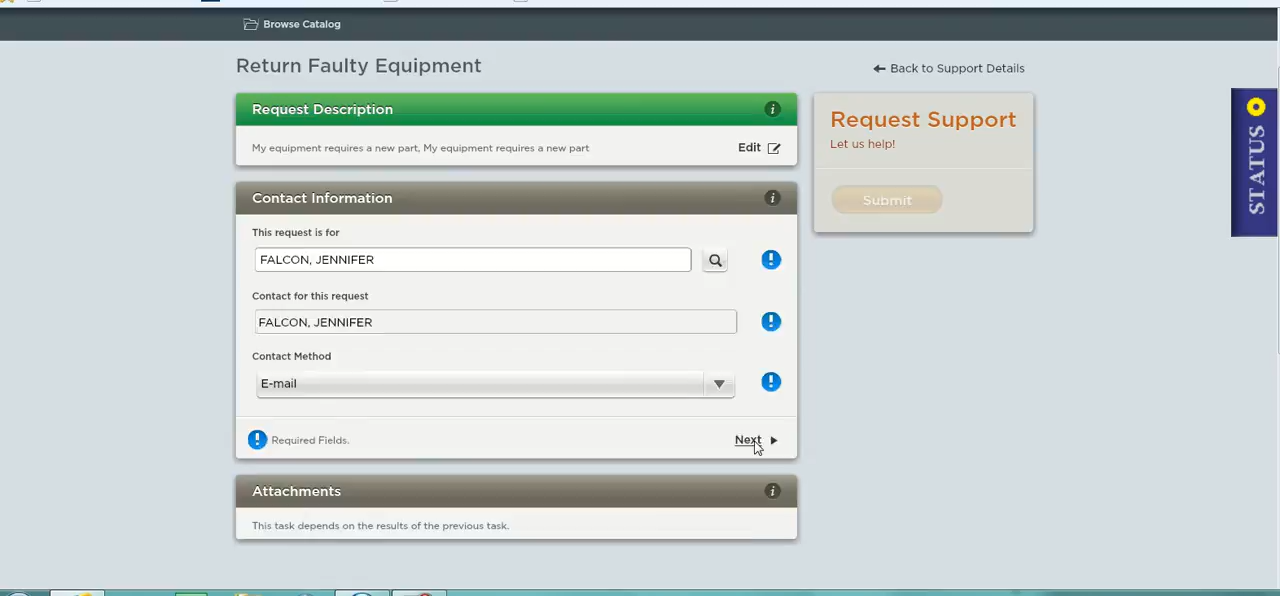 Browse Catalog
Return Faulty Equipment
Back to Support Details
Request Description
My equipment requires a new part, My equipment requires a new part
Edit
Request Support
Let us help!
Submit
STATUS
Contact Information
This request is for
FALCON, JENNIFER
Contact for this request
FALCON, JENNIFER
Contact Method
E-mail
Required Fields.
Next
Attachments
This task depends on the results of the previous task.